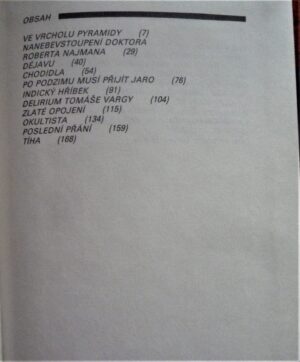 OBSAH
VE VRCHOLU PYRAMIDY (7)
NANEBEVSTOUPENÍ DOKTORA
ROBERTA NAJMANA (29)
DÉJAVU (40)
CHODIDLA (54)
PO PODZIMU MUSÍ PŘIJÍT JARO (76)
INDICKÝ HŘÍBEK (91)
DELIRIUM TOMÁŠE VARGY (104)
ZLATÉ OPOJENÍ (115)
OKULTISTA (134)
POSLEDNÍ PŘÁNÍ (159)
TÍHA (168)